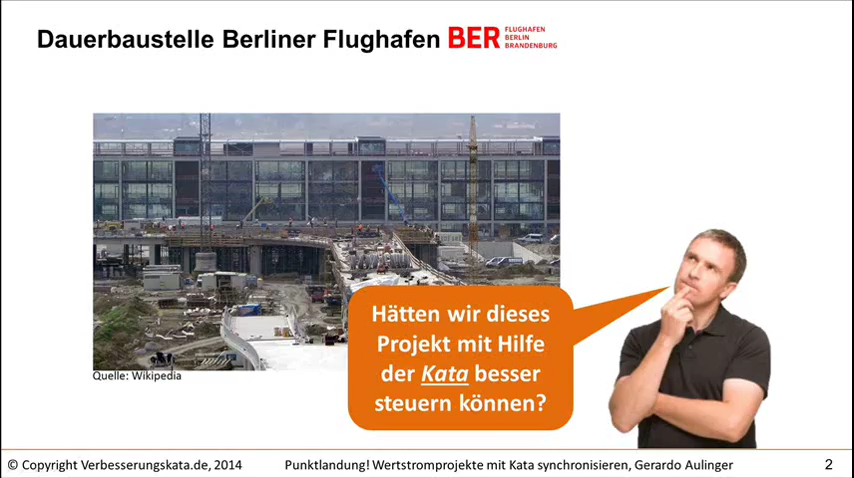 Dauerbaustelle Berliner Flughafen BER FLUGHAFEN
BERLIN
BRANDENBURG
Hätten wir dieses
Projekt mit Hilfe
der Kata besser
steuern können?
Quelle: Wikipedia
© Copyright Verbesserungskata.de, 2014 Punktlandung! Wertstromprojekte mit Kata synchronisieren, Gerardo Aulinger 2